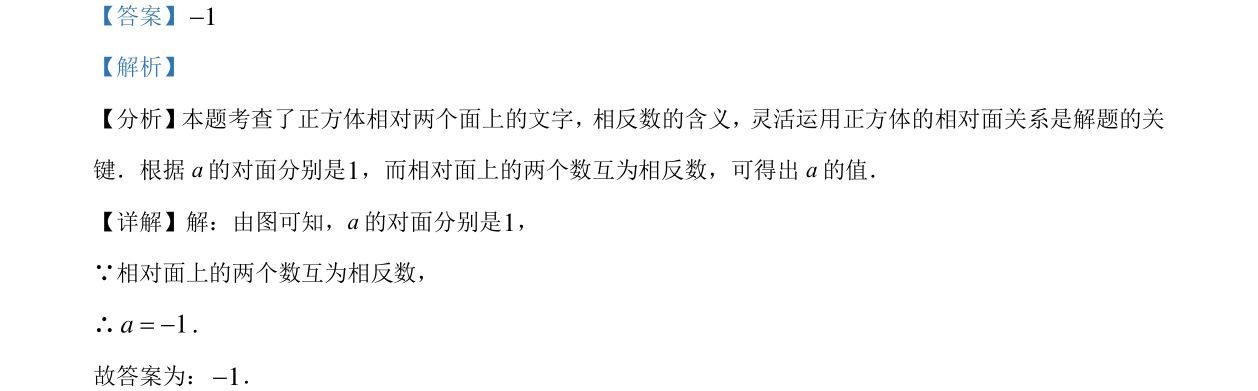 【答案】−1
【解析】
【分析】本题考查了正方体相对两个面上的文字，相反数的含义，灵活运用正方体的相对面关系是解题的关
键．根据 a 的对面分别是1，而相对面上的两个数互为相反数，可得出 a 的值．
【详解】解：由图可知，a 的对面分别是1，
∵相对面上的两个数互为相反数，
∴ a = −1．
故答案为：−1．